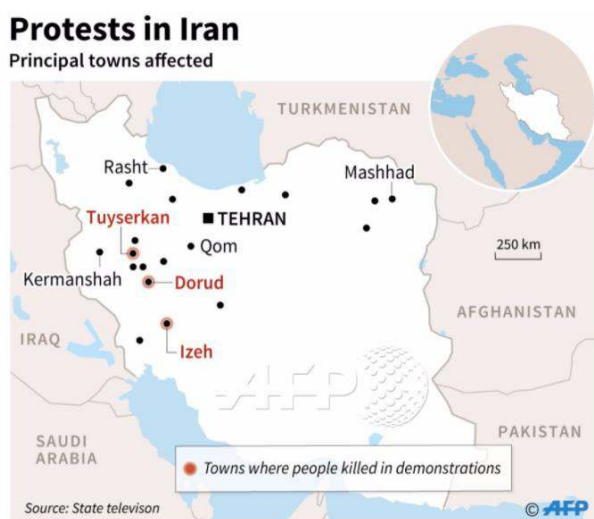 Protests in Iran
Principal towns affected
TURKMENISTAN
Rasht
Mashhad
Tuyserkan
TEHRAN
Qom
250 km
Kermanshah
Dorud
AFGHANISTAN
IRAQ
Izeh
AFP
SAUDI
ARABIA
PAKISTAN
Towns where people killed in demonstrations
Source: State televison
© AFP